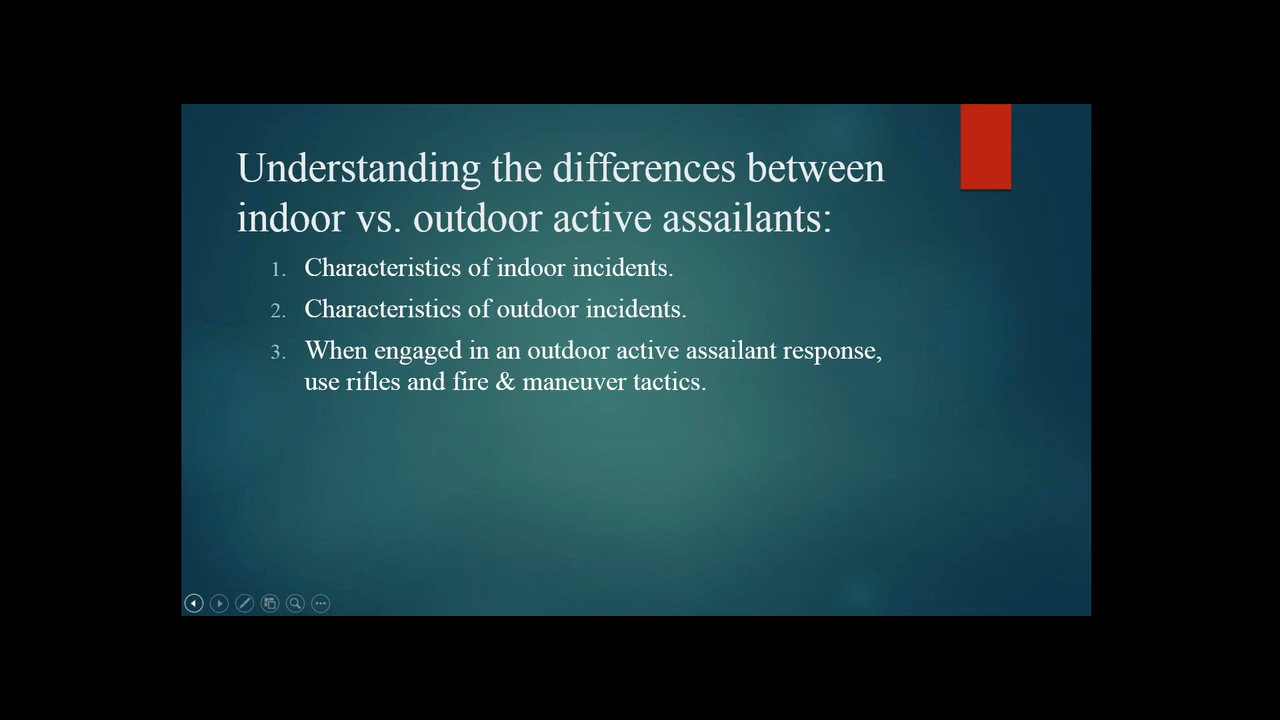 Understanding the differences between
indoor vs. outdoor active assailants:
1. Characteristics of indoor incidents.
2. Characteristics of outdoor incidents.
3. When engaged in an outdoor active assailant response,
use rifles and fire & maneuver tactics.